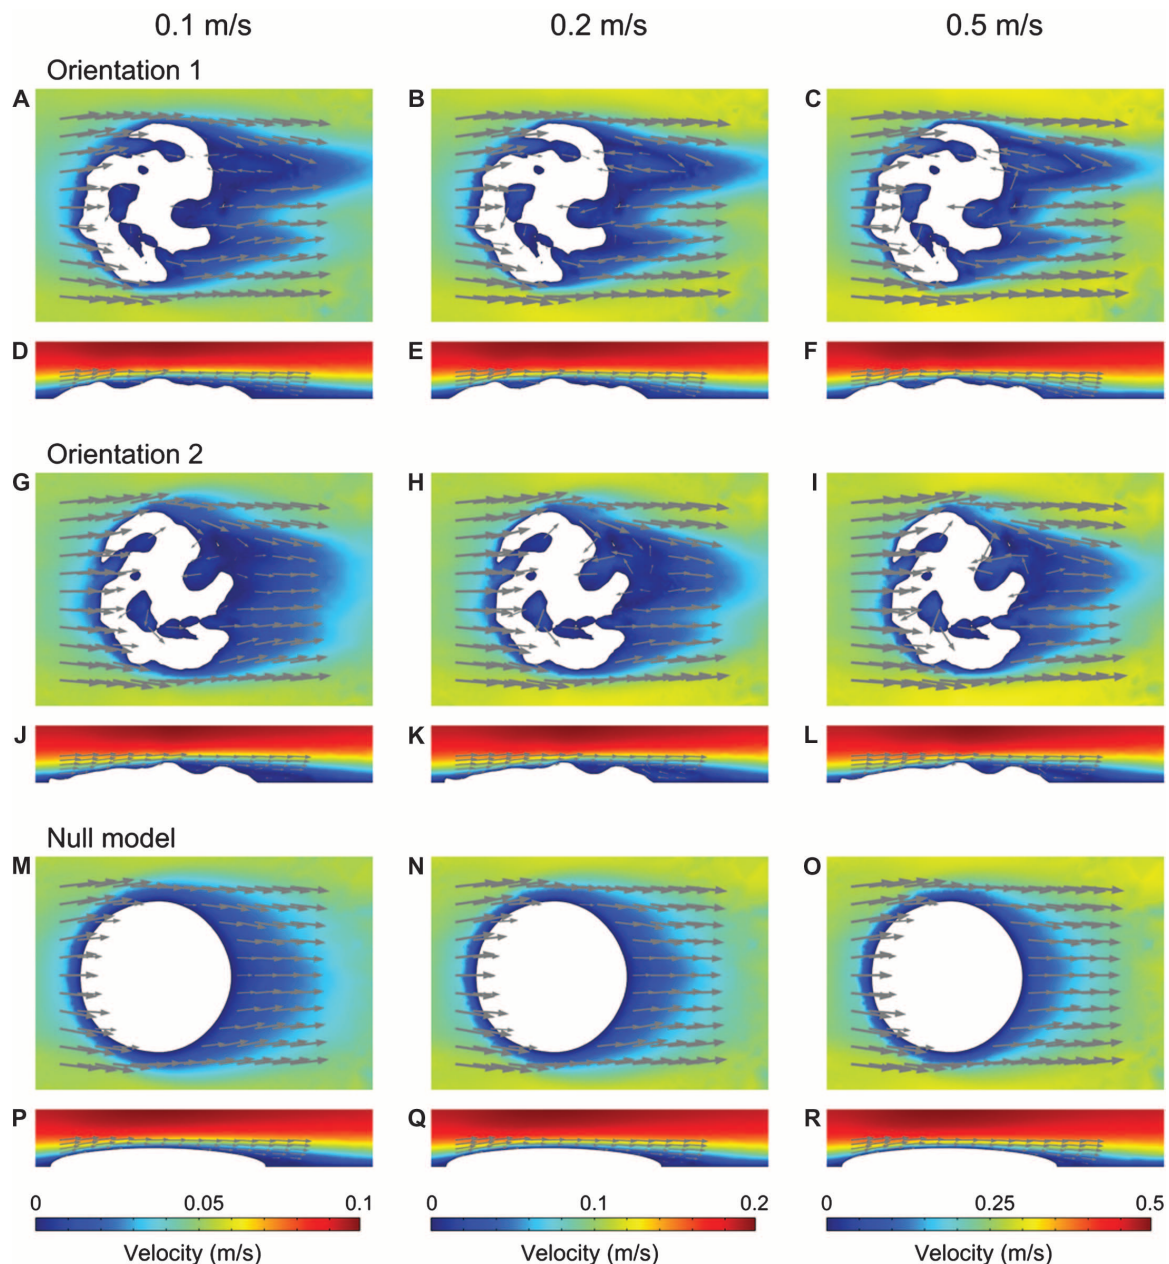 0.1 m/s 0.2 m/s 0.5 m/s
Orientation 1
A B C
D E F
Orientation 2
G H I
J K L
Null model
M N O
P Q R
0 0.05 0.1 0 0.1 0.2 0 0.25 0.5
Velocity (m/s) Velocity (m/s) Velocity (m/s)